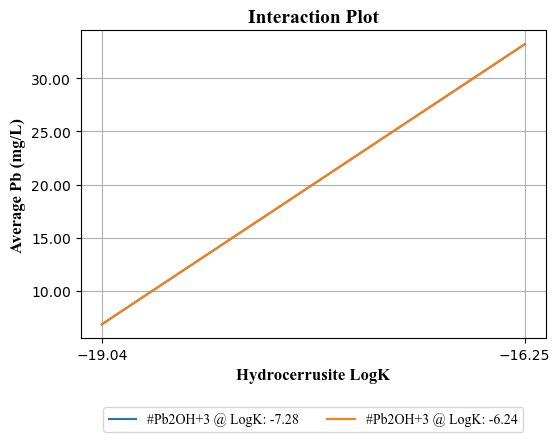 Interaction Plot
Average Pb (mg/L)
30.00
25.00
20.00
15.00
10.00
−19.04
−16.25
Hydrocerrusite LogK
#Pb2OH+3 @ LogK: -7.28
#Pb2OH+3 @ LogK: -6.24